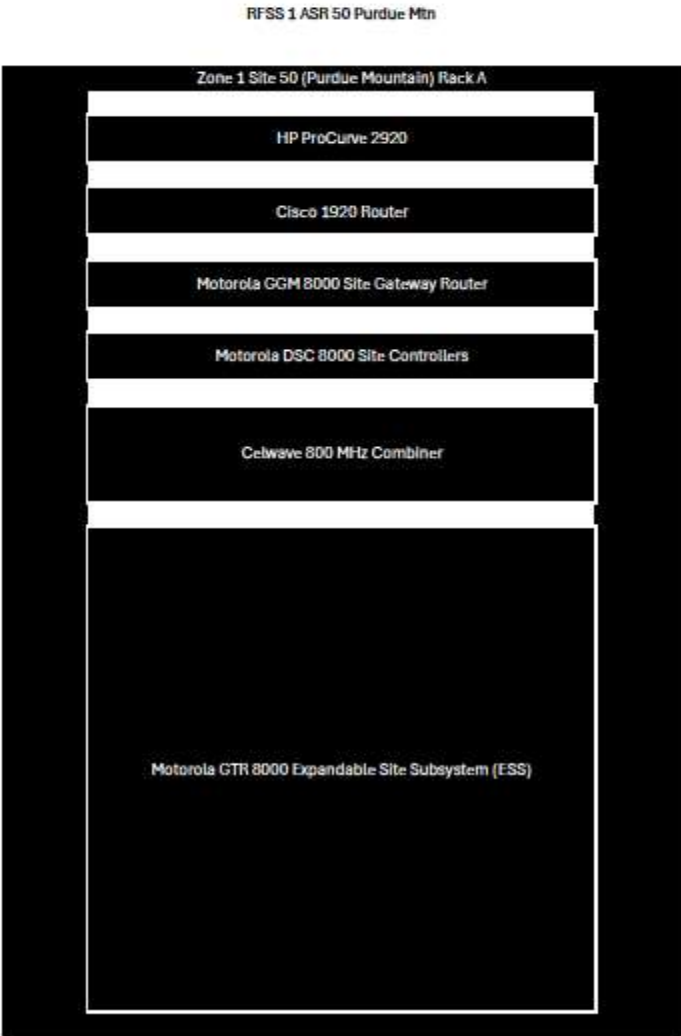 RFSS 1 ASR 50 Purdue Mtn
Zone 1 Site 50 (Purdue Mountain) Rack A
HP ProCurve 2920
Cisco 1920 Router
Motorola GGM 8000 Site Gateway Router
Motorola DSC 8000 Site Controllers
Celwave 800 MHz Combiner
Motorola GTR 8000 Expandable Site Subsystem (ESS)